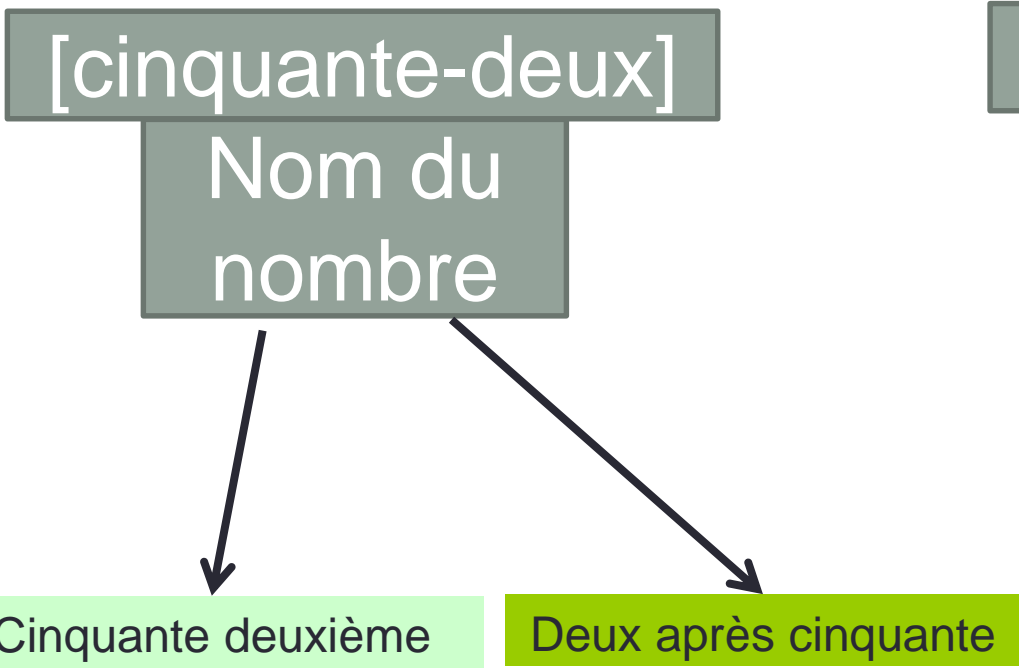 [cinquante-deux]
Nom du
nombre
Cinquante deuxième
Deux après cinquante